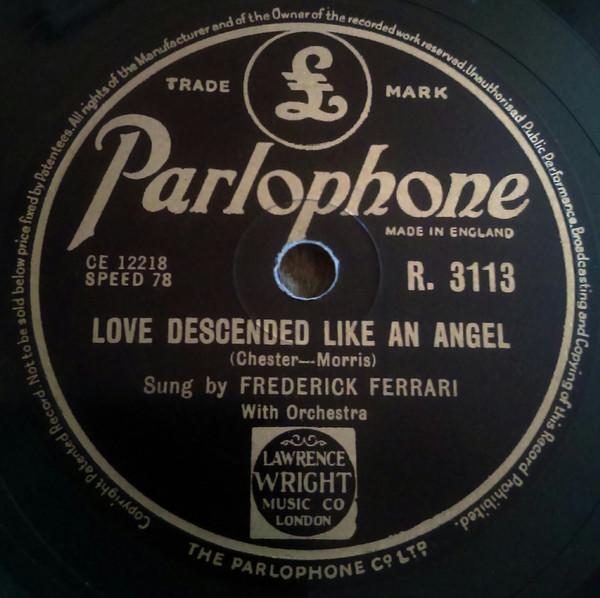 Copyright Patented Record. Not to be sold below price fixed by Patentees. All rights of the Manufacturer and of the Owner of the recorded work reserved. Unauthorised Public Performance, Broadcasting and Copying of this Record Prohibited.
£
TRADE MARK
Parlophone
MADE IN ENGLAND
CE 12218
SPEED 78
R. 3113
LOVE DESCENDED LIKE AN ANGEL
(Chester—Morris)
Sung by FREDERICK FERRARI
With Orchestra
LAWRENCE
WRIGHT
MUSIC CO
LONDON
THE PARLOPHONE Co LTD